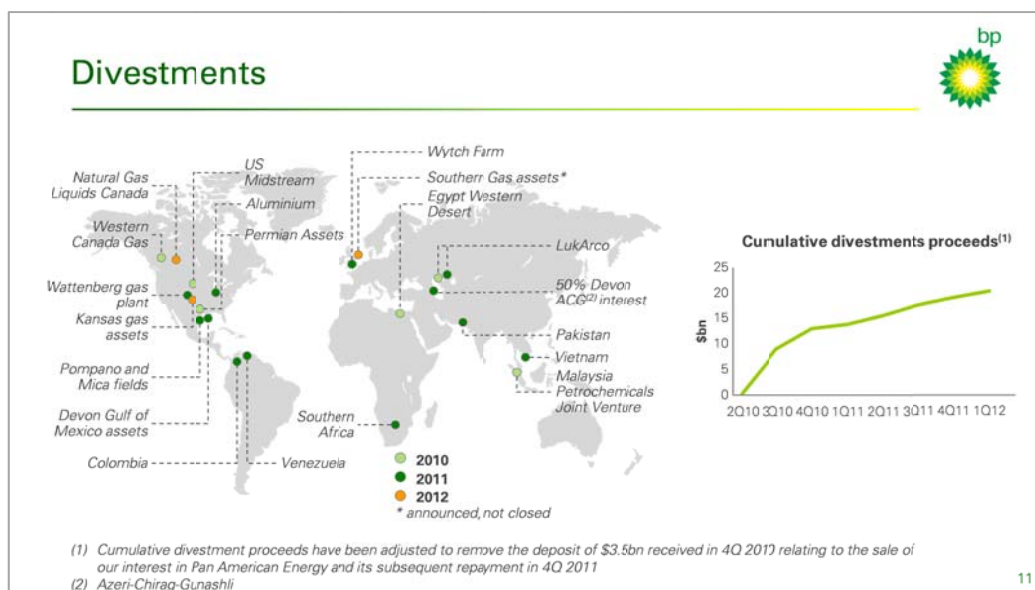 bp
Divestments
Natural Gas
Liquids Canada
US
Midstream
Aluminium
Western
Canada Gas
Permian Assets
Wattenberg gas
plant
Kansas gas
assets
Pompano and
Mica fields
Devon Gulf of
Mexico assets
Colombia
Venezuela
Southern
Africa
Wytch Farm
Southern Gas assets*
Egypt Western
Desert
LukArco
50% Devon
ACG(2) interest
Pakistan
Vietnam
Malaysia
Petrochemicals
Joint Venture
2010
2011
2012
* announced, not closed
Cumulative divestments proceeds(1)
$bn
25
20
15
10
5
0
2Q10 3Q10 4Q10 1Q11 2Q11 3Q11 4Q11 1Q12
(1) Cumulative divestment proceeds have been adjusted to remove the deposit of $3.5bn received in 4Q 2010 relating to the sale of
our interest in Pan American Energy and its subsequent repayment in 4Q 2011
(2) Azeri-Chirag-Gunashli
11